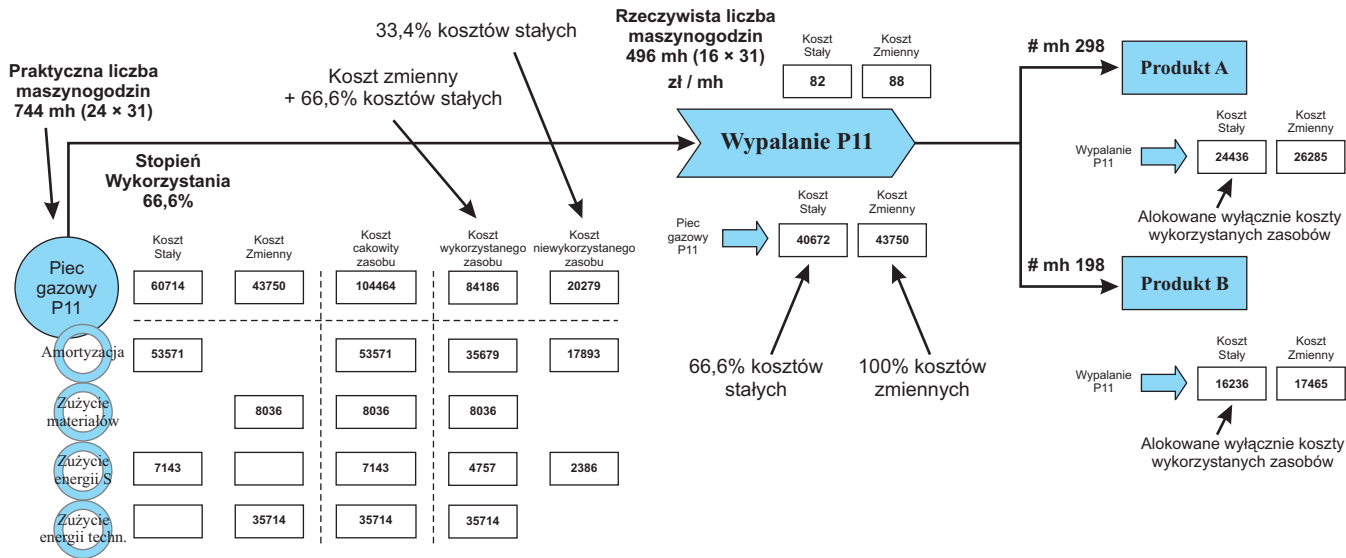 Praktyczna liczba
maszynogodzin
744 mh (24 × 31)
33,4% kosztów stałych
Koszt zmienny
+ 66,6% kosztów stałych
Rzeczywista liczba
maszynogodzin
496 mh (16 × 31)
zł / mh
Koszt
Stały
Koszt
Zmienny
82
88
Stopień
Wykorzystania
66,6%
Wypalanie P11
# mh 298
Produkt A
Koszt
Stały
Koszt
Zmienny
Wypalanie
P11
24436
26285
Alokowane wyłącznie koszty
wykorzystanych zasobów
# mh 198
Produkt B
Koszt
Stały
Koszt
Zmienny
Wypalanie
P11
16236
17465
Alokowane wyłącznie koszty
wykorzystanych zasobów
Koszt
Stały
Koszt
Zmienny
Piec
gazowy
P11
40672
43750
66,6% kosztów
stałych
100% kosztów
zmiennych
Koszt
Stały
Koszt
Zmienny
Koszt
cakowity
zasobu
Koszt
wykorzystanego
zasobu
Koszt
niewykorzystanego
zasobu
Piec
gazowy
P11
60714
43750
104464
84186
20279
Amortyzacja
53571
53571
35679
17893
Zużycie
materiałów
8036
8036
8036
Zużycie
energii S
7143
7143
4757
2386
Zużycie
energii techn.
35714
35714
35714